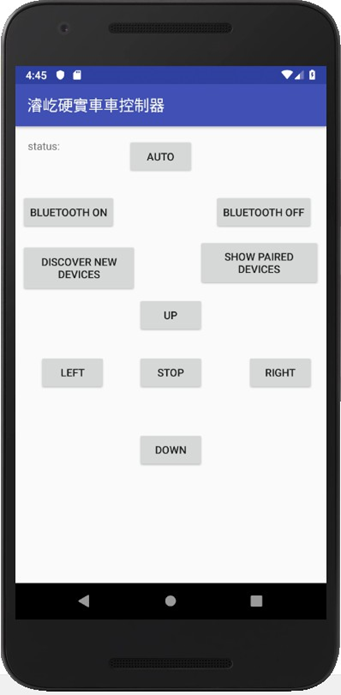 4:45
濬屹硬實車車控制器
status:
AUTO
BLUETOOTH ON
BLUETOOTH OFF
DISCOVER NEW
DEVICES
SHOW PAIRED
DEVICES
UP
LEFT
STOP
RIGHT
DOWN